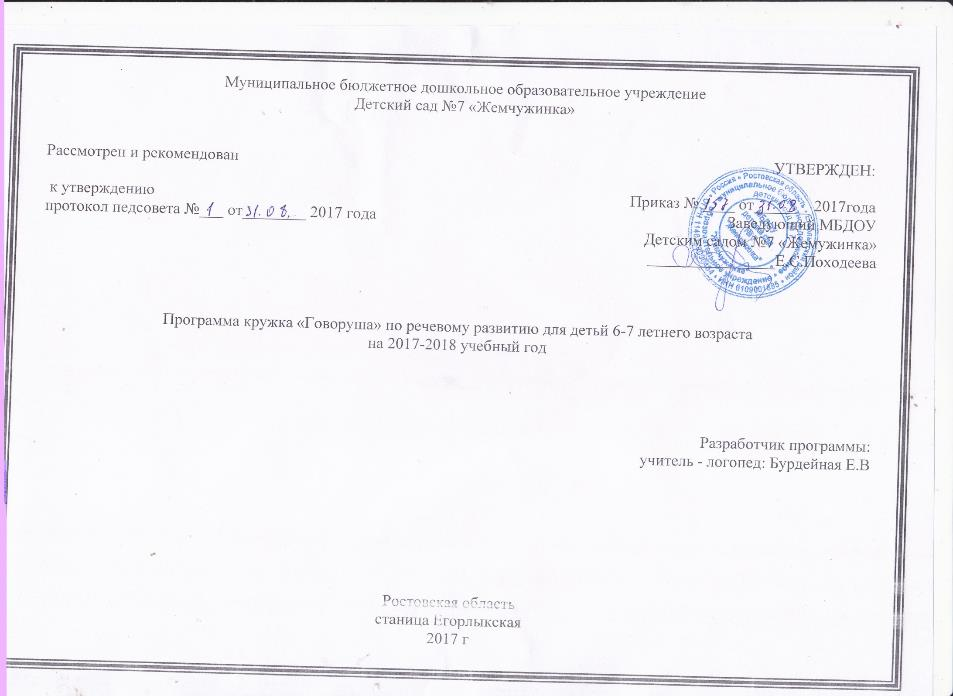 Муниципальное бюджетное дошкольное образовательное учреждение
Детский сад №7 «Жемчужинка»
Рассмотрен и рекомендован
к утверждению
протокол педсовета № 1 от 31.08. 2017 года
УТВЕРЖДЕН:
Приказ № от 31.08. 2017года
Заведующий МБДОУ
Детским садом №7 «Жемужинка»
Е.С.Походеева
Программа кружка «Говоруша» по речевому развитию для детьй 6-7 летнего возраста
на 2017-2018 учебный год
Разработчик программы:
учитель - логопед: Бурдейная Е.В
Ростовская область
станица Егорлыкская
2017 г